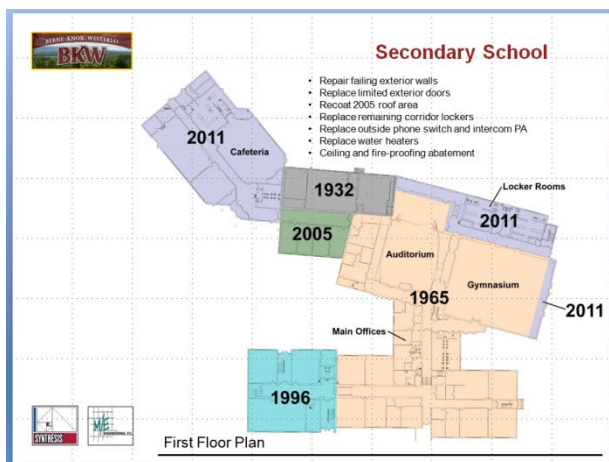 BERNE-KNOX-WESTERLO
BKW
Secondary School
• Repair failing exterior walls
• Replace limited exterior doors
• Recoat 2005 roof area
• Replace remaining corridor lockers
• Replace outside phone switch and intercom PA
• Replace water heaters
• Ceiling and fire-proofing abatement
2011
Cafeteria
1932
Locker Rooms
2011
2005
Auditorium
Gymnasium
1965
2011
Main Offices
1996
SYNTHESIS
M/E
ENGINEERING, P.C.
First Floor Plan